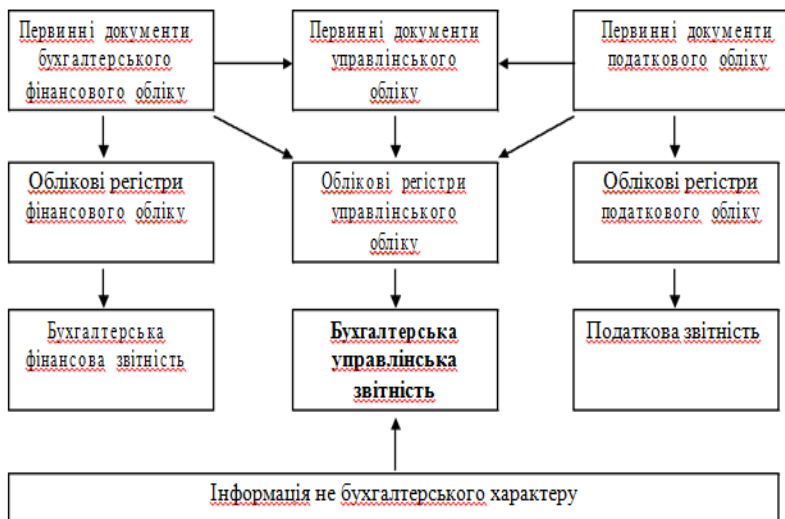 Первинні документи
бухгалтерського
фінансового обліку
Первинні документи
управлінського
обліку
Первинні документи
податкового обліку
Облікові регістри
фінансового обліку
Облікові регістри
управлінського
обліку
Облікові регістри
податкового обліку
Бухгалтерська
фінансова звітність
Бухгалтерська
управлінська
звітність
Податкова звітність
Інформація не бухгалтерського характеру